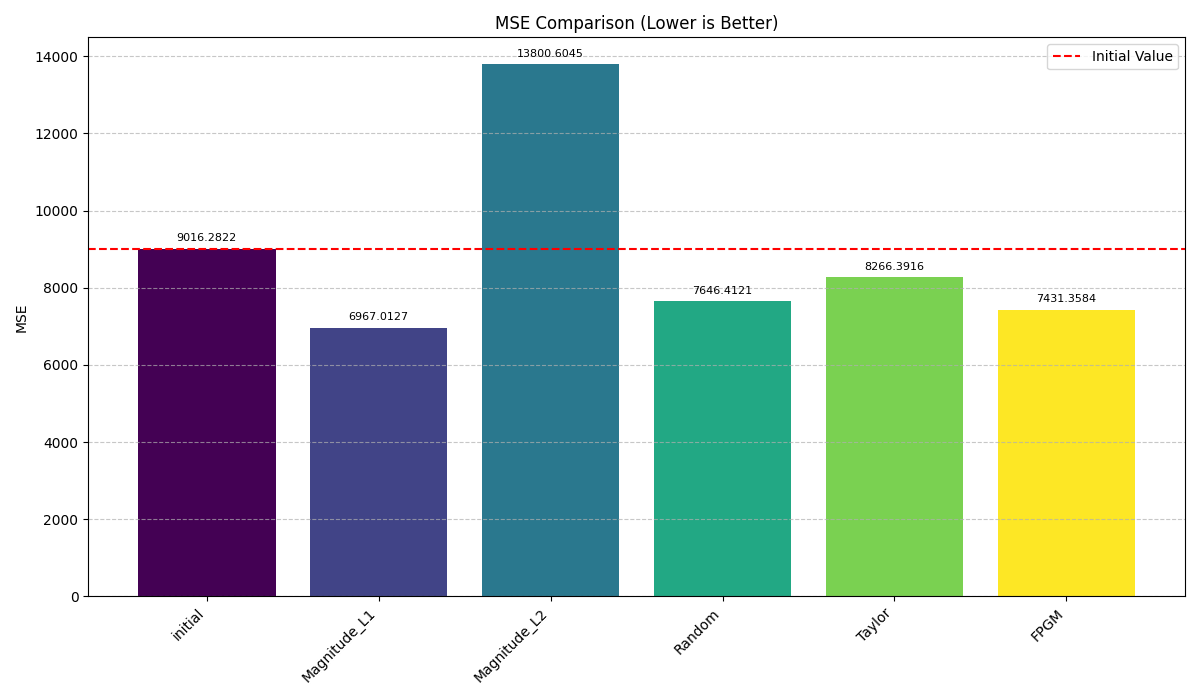 MSE Comparison (Lower is Better)
Initial Value
14000
12000
10000
8000
6000
4000
2000
0
MSE
9016.2822
6967.0127
13800.6045
7646.4121
8266.3916
7431.3584
initial
Magnitude_L1
Magnitude_L2
Random
Taylor
FPGM